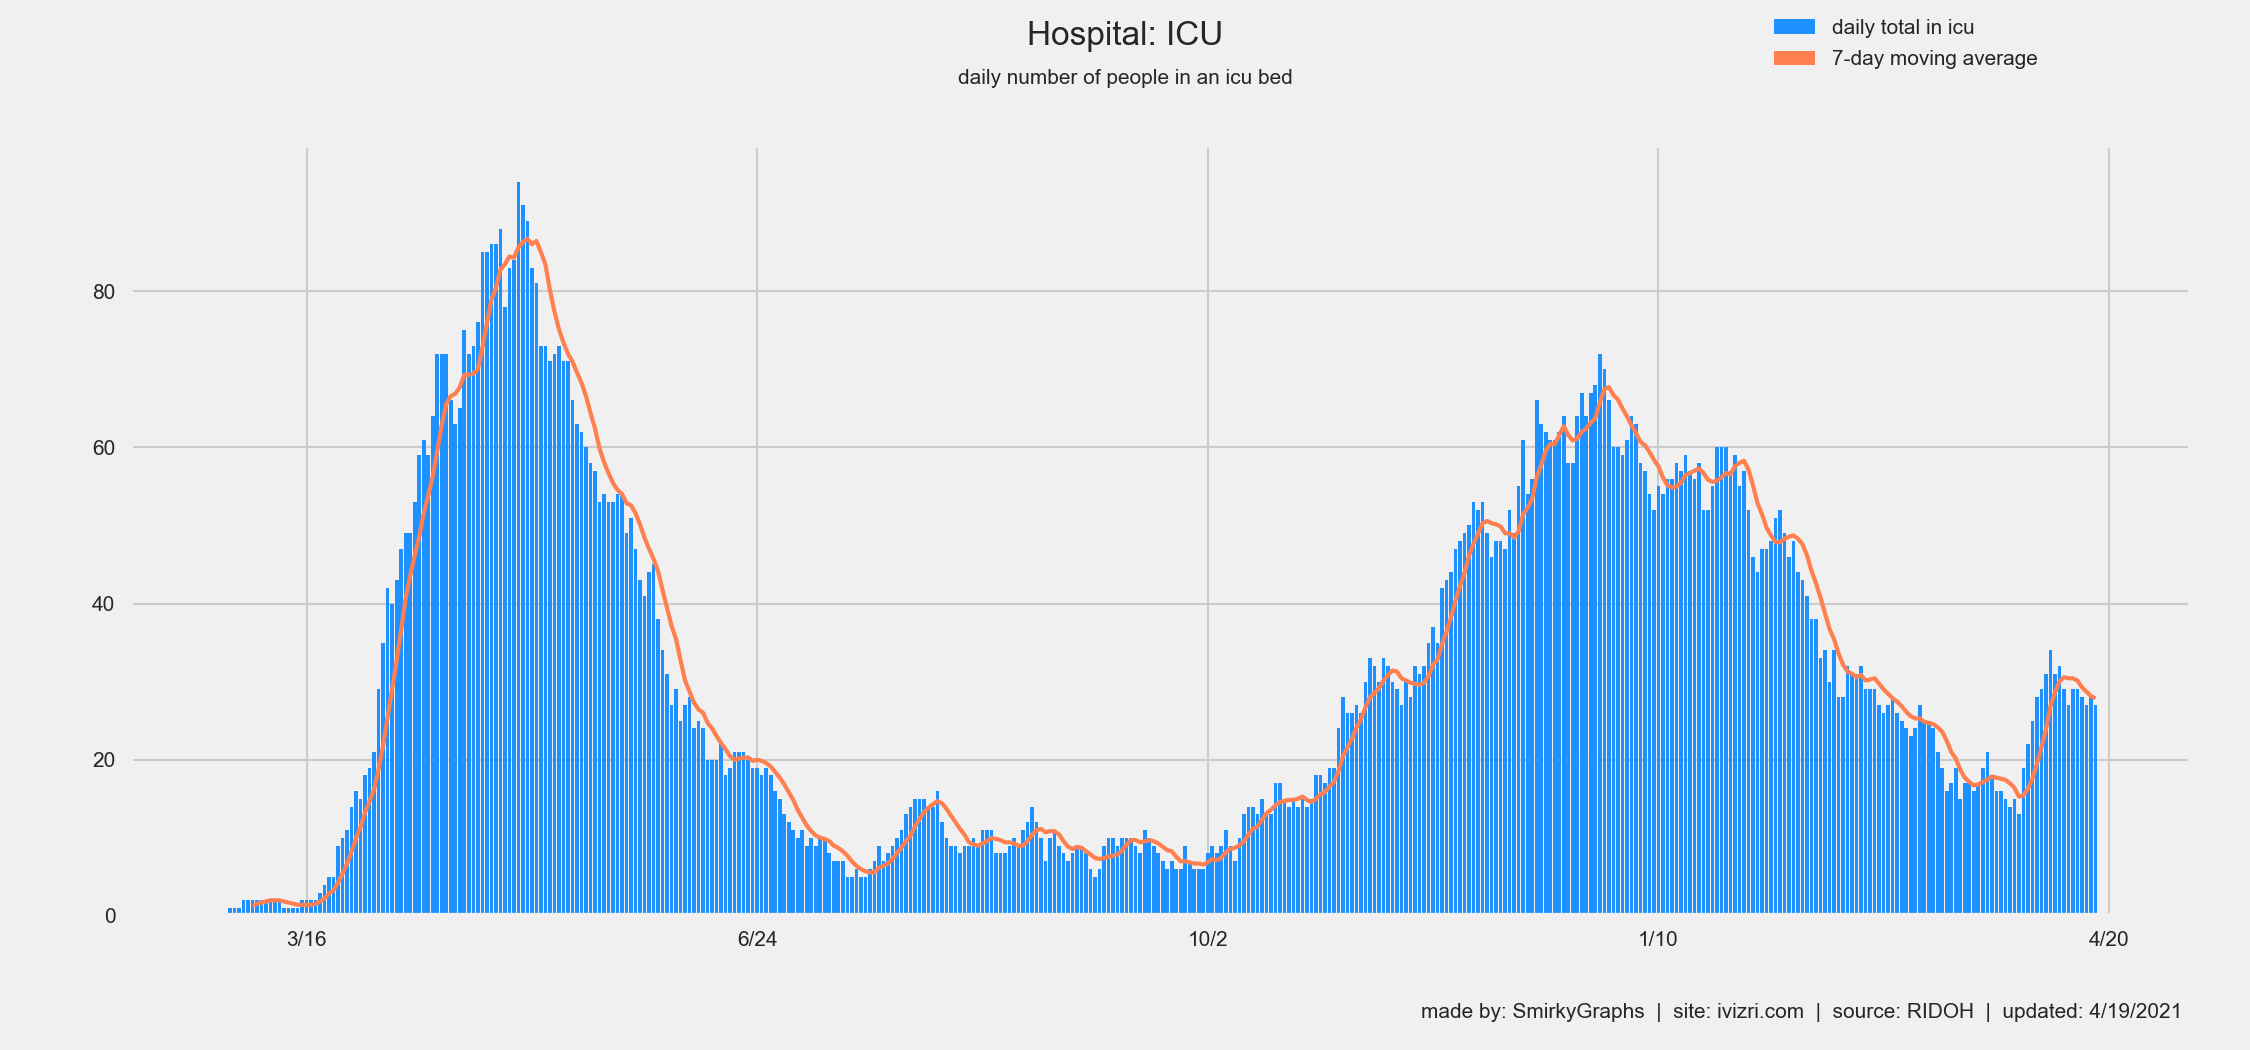 Hospital: ICU
daily number of people in an icu bed
daily total in icu
7-day moving average
80
60
40
20
0
3/16 6/24 10/2 1/10 4/20
made by: SmirkyGraphs | site: ivizri.com | source: RIDOH | updated: 4/19/2021